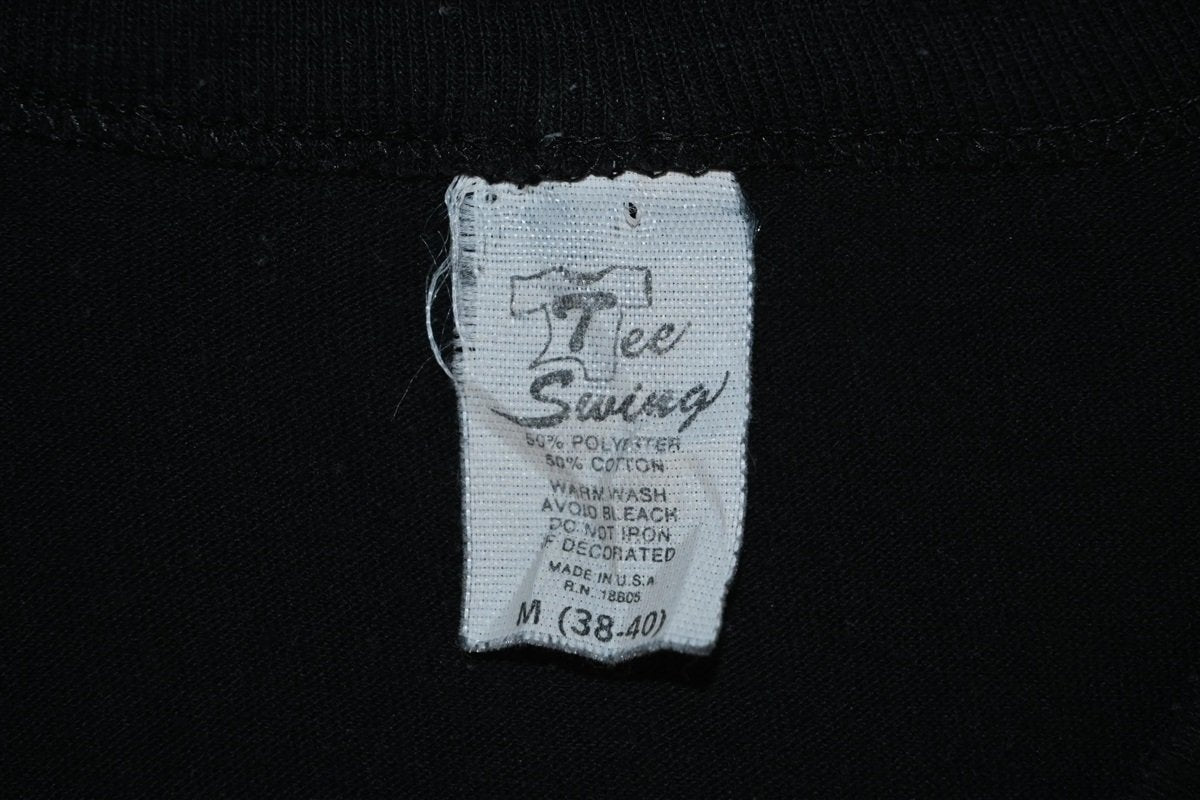 Tee
Swing
50% POLYESTER
50% COTTON
WARM WASH
AVOID BLEACH
DO NOT IRON
IF DECORATED
MADE IN U.S.A
R.N. 18805
M (38-40)